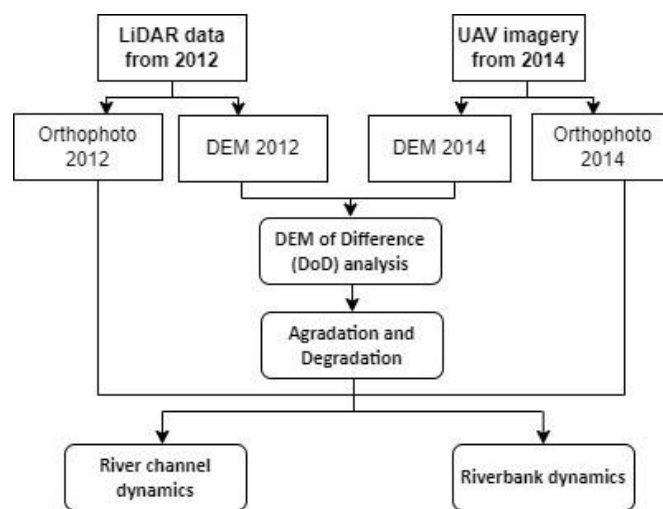 LiDAR data
from 2012
UAV imagery
from 2014
Orthophoto
2012
DEM 2012
DEM 2014
Orthophoto
2014
DEM of Difference
(DoD) analysis
Agradation and
Degradation
River channel
dynamics
Riverbank dynamics